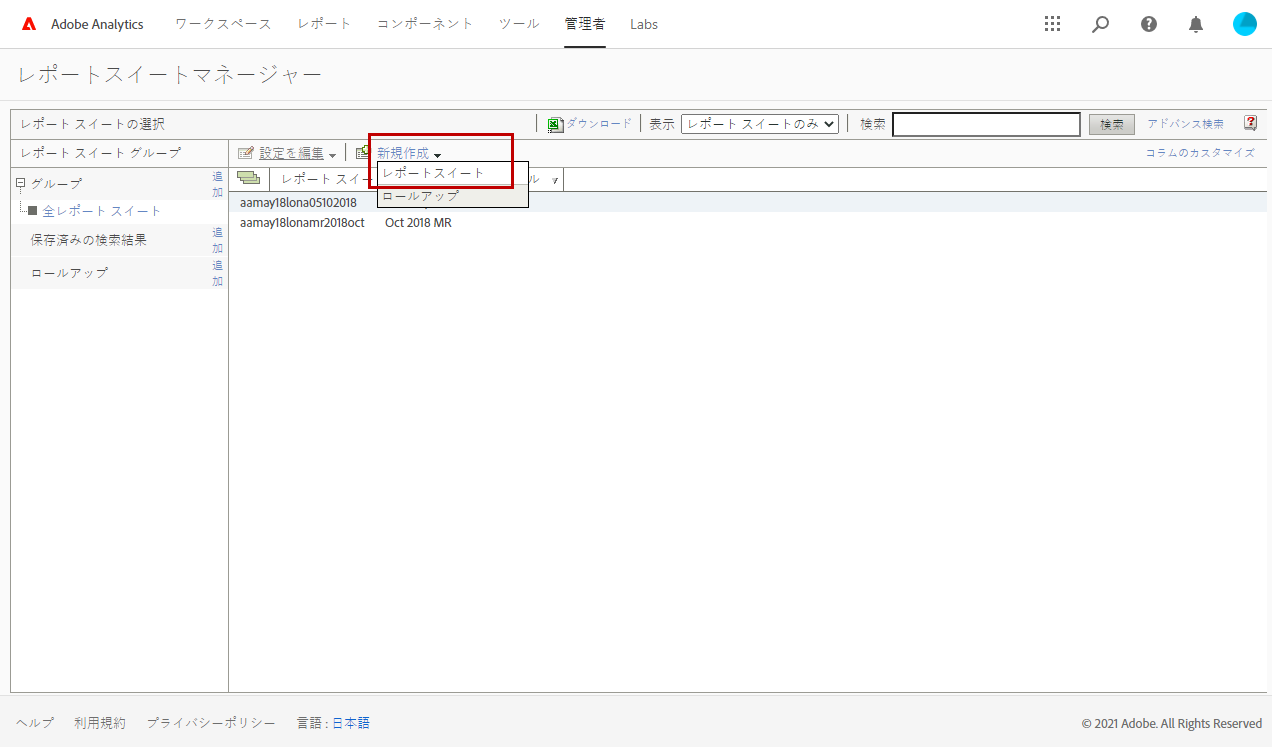 Adobe Analytics ワークスペース レポート コンポーネント ツール 管理者 Labs
レポートスイートマネージャー
レポート スイートの選択 ダウンロード 表示 レポート スイートのみ 検索 検索 アドバンス検索
レポート スイート グループ 設定を編集 新規作成 コラムのカスタマイズ
レポートスイート
グループ 追加
レポート スイー ル
ロールアップ
全レポート スイート
aamay18lona05102018
aamay18lonamr2018oct Oct 2018 MR
保存済みの検索結果 追加
ロールアップ 追加
ヘルプ 利用規約 プライバシーポリシー 言語 : 日本語 © 2021 Adobe. All Rights Reserved